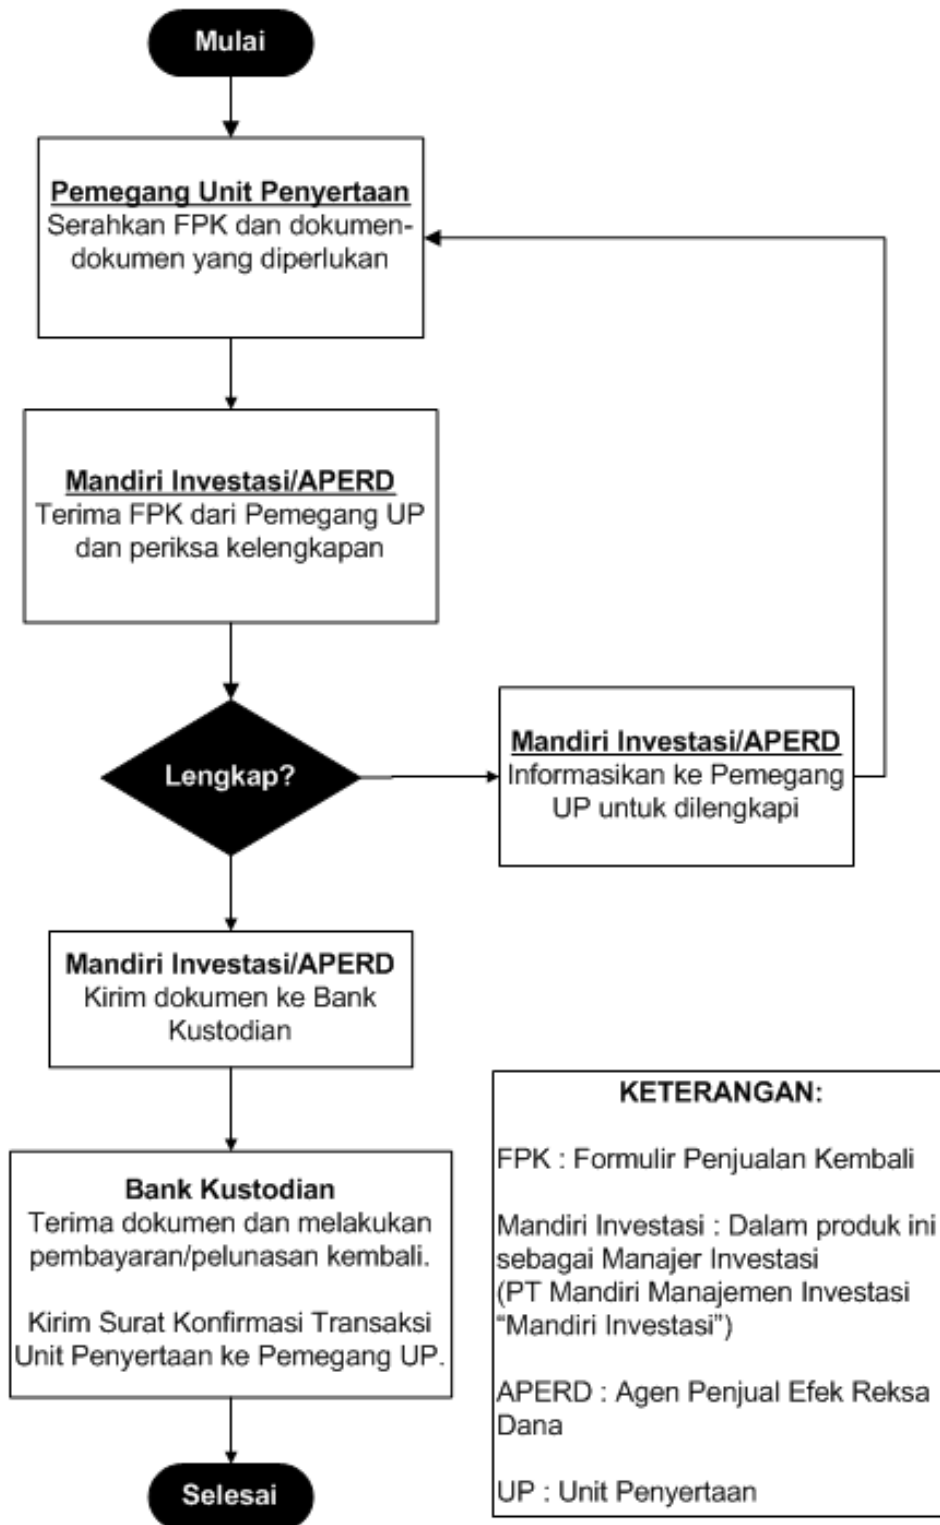 Mulai
Pemegang Unit Penyertaan
Serahkan FPK dan dokumen-
dokumen yang diperlukan
Mandiri Investasi/APERD
Terima FPK dari Pemegang UP
dan periksa kelengkapan
Lengkap?
Mandiri Investasi/APERD
Informasikan ke Pemegang
UP untuk dilengkapi
Mandiri Investasi/APERD
Kirim dokumen ke Bank
Kustodian
Bank Kustodian
Terima dokumen dan melakukan
pembayaran/pelunasan kembali.
Kirim Surat Konfirmasi Transaksi
Unit Penyertaan ke Pemegang UP.
Selesai
KETERANGAN:
FPK : Formulir Penjualan Kembali
Mandiri Investasi : Dalam produk ini
sebagai Manajer Investasi
(PT Mandiri Manajemen Investasi
“Mandiri Investasi”)
APERD : Agen Penjual Efek Reksa
Dana
UP : Unit Penyertaan